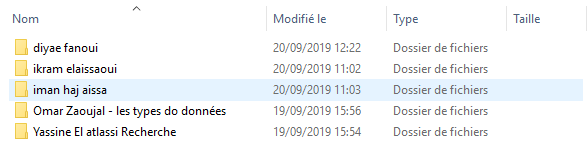 Nom Modifié le Type Taille
diyae fanoui 20/09/2019 12:22 Dossier de fichiers
ikram elaissaoui 20/09/2019 11:02 Dossier de fichiers
iman haj aissa 20/09/2019 11:03 Dossier de fichiers
Omar Zaoujal - les types do données 19/09/2019 15:56 Dossier de fichiers
Yassine El atlassi Recherche 19/09/2019 15:54 Dossier de fichiers